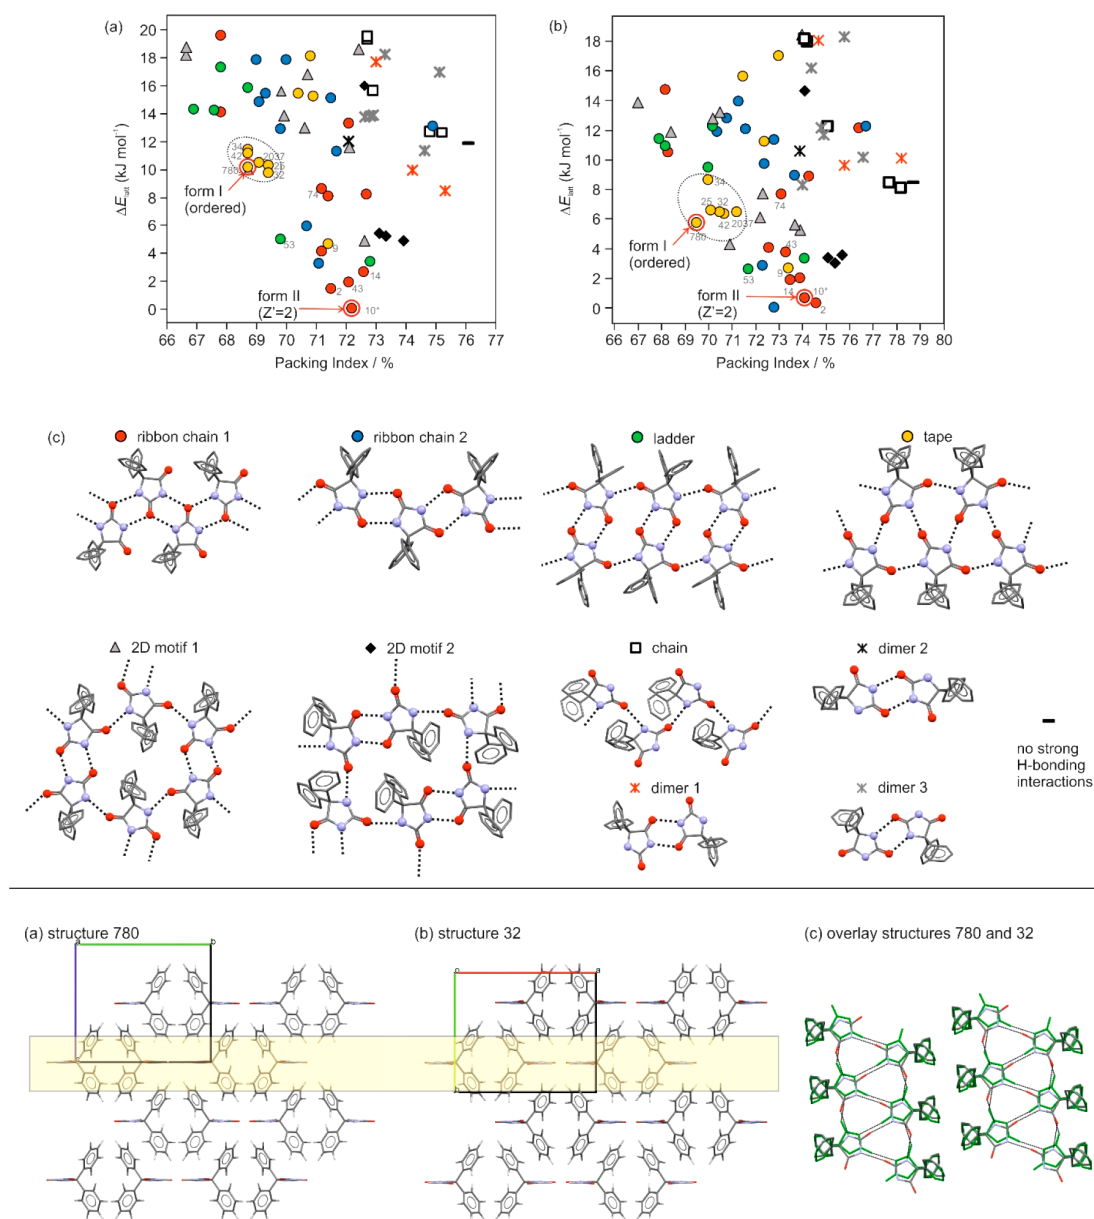 (a)
20
18
16
14
12
10
8
6
4
2
0
ΔE_latt (kJ mol⁻¹)
34
42
2037
25
32
780
form I
(ordered)
74
53
9
14
43
2
form II
(Z'=2)
10*
66 67 68 69 70 71 72 73 74 75 76 77
Packing Index / %
(b)
18
16
14
12
10
8
6
4
2
0
ΔE_latt (kJ mol⁻¹)
34
25 32
42 2037
780
form I
(ordered)
74
43
53
9
14
10*
2
form II
(Z'=2)
66 67 68 69 70 71 72 73 74 75 76 77 78 79 80
Packing Index / %
(c)
ribbon chain 1
ribbon chain 2
ladder
tape
2D motif 1
2D motif 2
chain
dimer 2
no strong
H-bonding
interactions
dimer 1
dimer 3
(a) structure 780
a
b
(b) structure 32
a
(c) overlay structures 780 and 32